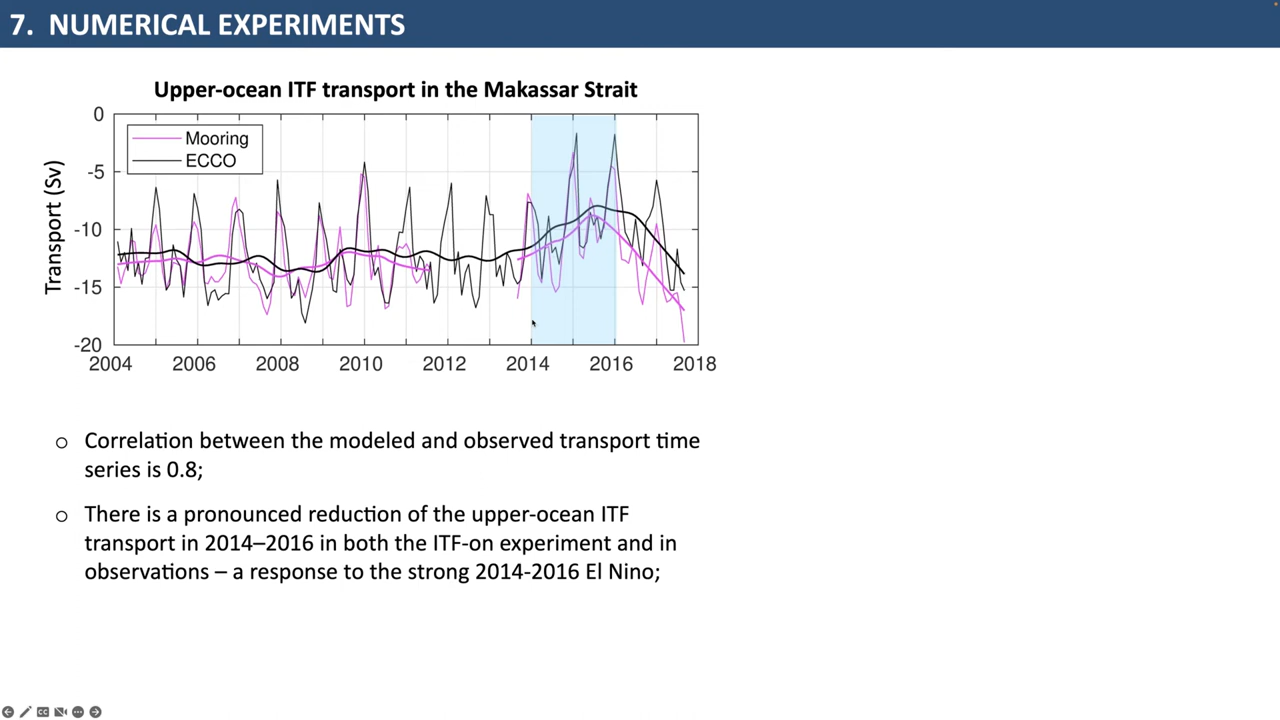 7. NUMERICAL EXPERIMENTS
Upper-ocean ITF transport in the Makassar Strait
Transport (Sv)
0
-5
-10
-15
-20
Mooring
ECCO
2004 2006 2008 2010 2012 2014 2016 2018
○ Correlation between the modeled and observed transport time
series is 0.8;
○ There is a pronounced reduction of the upper-ocean ITF
transport in 2014–2016 in both the ITF-on experiment and in
observations – a response to the strong 2014-2016 El Nino;
CC